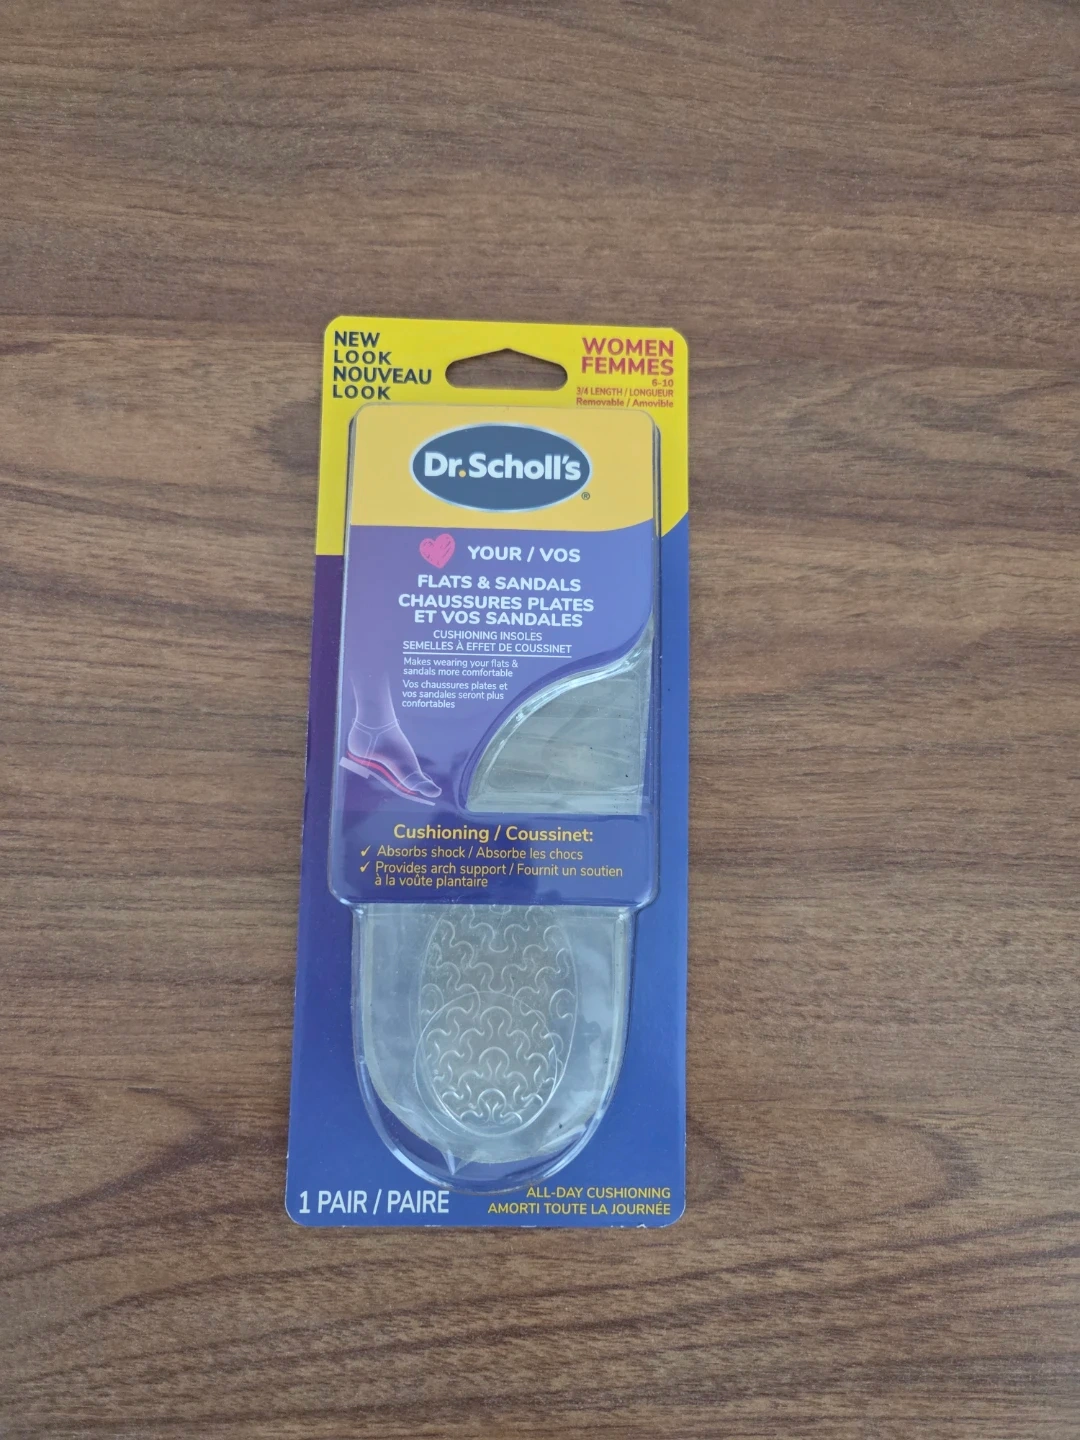 NEW
LOOK
NOUVEAU
LOOK
WOMEN
FEMMES
6-10
3/4 LENGTH / LONGUEUR
Removable / Amovible
Dr.Scholl's
®
YOUR / VOS
FLATS & SANDALS
CHAUSSURES PLATES
ET VOS SANDALES
CUSHIONING INSOLES
SEMELLES À EFFET DE COUSSINET
Makes wearing your flats &
sandals more comfortable
Vos chaussures plates et
vos sandales seront plus
confortables
Cushioning / Coussinet:
✓ Absorbs shock / Absorbe les chocs
✓ Provides arch support / Fournit un soutien
à la voûte plantaire
1 PAIR / PAIRE
ALL-DAY CUSHIONING
AMORTI TOUTE LA JOURNÉE